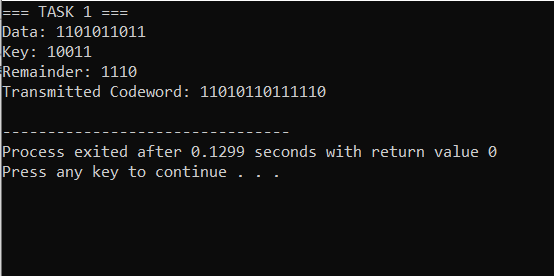 === TASK 1 ===
Data: 1101011011
Key: 10011
Remainder: 1110
Transmitted Codeword: 11010110111110
--------------------------------
Process exited after 0.1299 seconds with return value 0
Press any key to continue . . .